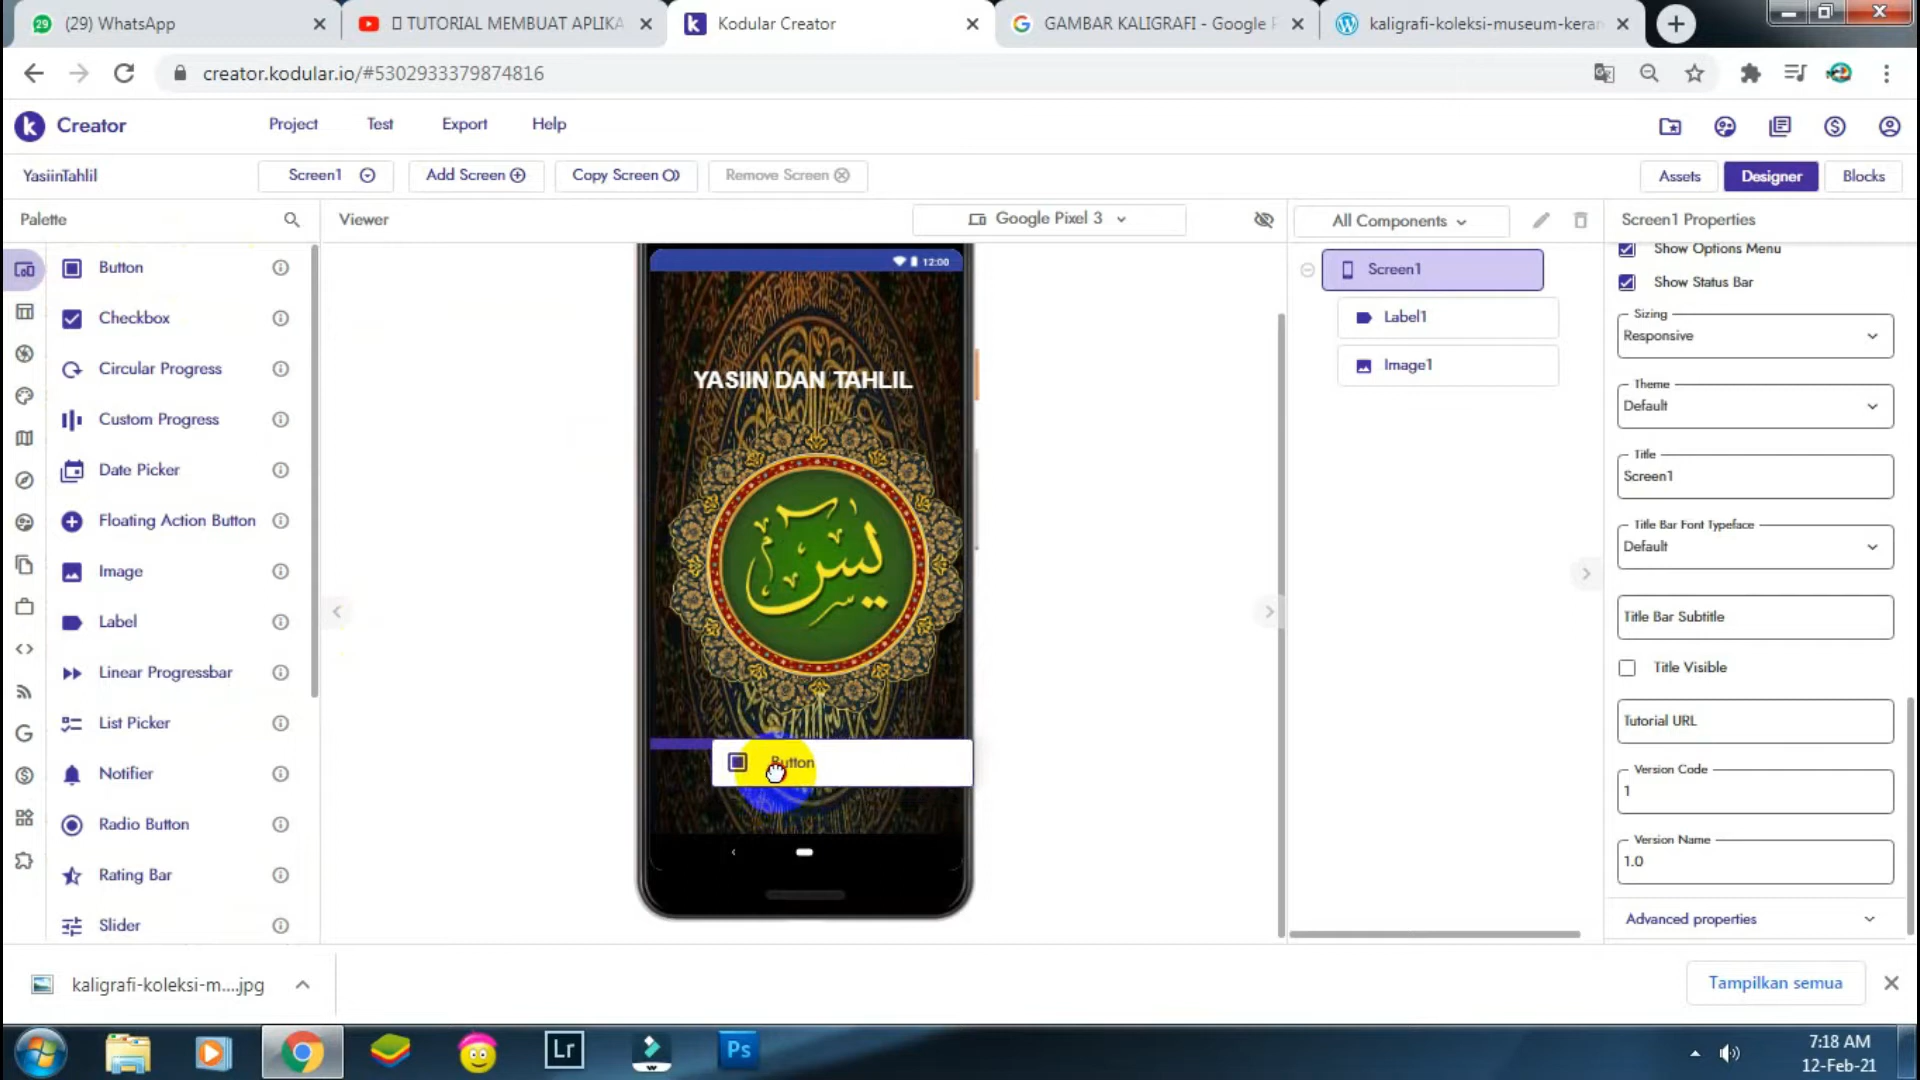 (29) WhatsApp
TUTORIAL MEMBUAT APLIKA
Kodular Creator
GAMBAR KALIGRAFI - Google P
kaligrafi-koleksi-museum-keram
creator.kodular.io/#5302933379874816
Creator
Project
Test
Export
Help
YasiinTahlil
Screen1
Add Screen
Copy Screen
Remove Screen
Assets
Designer
Blocks
Palette
Viewer
Google Pixel 3
All Components
Screen1 Properties
Button
Checkbox
Circular Progress
Custom Progress
Date Picker
Floating Action Button
Image
Label
Linear Progressbar
List Picker
Notifier
Radio Button
Rating Bar
Slider
12:00
YASIIN DAN TAHLIL
يس
Button
Screen1
Label1
Image1
Show Options Menu
Show Status Bar
Sizing
Responsive
Theme
Default
Title
Screen1
Title Bar Font Typeface
Default
Title Bar Subtitle
Title Visible
Tutorial URL
Version Code
1
Version Name
1.0
Advanced properties
kaligrafi-koleksi-m....jpg
Tampilkan semua
Lr
Ps
7:18 AM
12-Feb-21